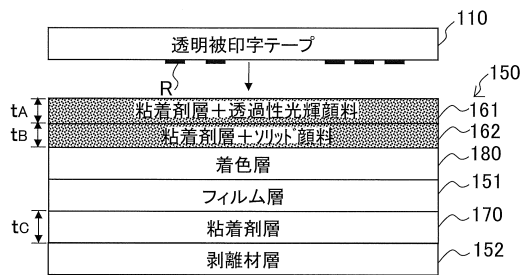 110
透明被印字テープ
R
150
tA
粘着剤層+透過性光輝顔料
161
tB
粘着剤層+ソリッド顔料
162
着色層
180
フィルム層
151
tC
粘着剤層
170
剥離材層
152